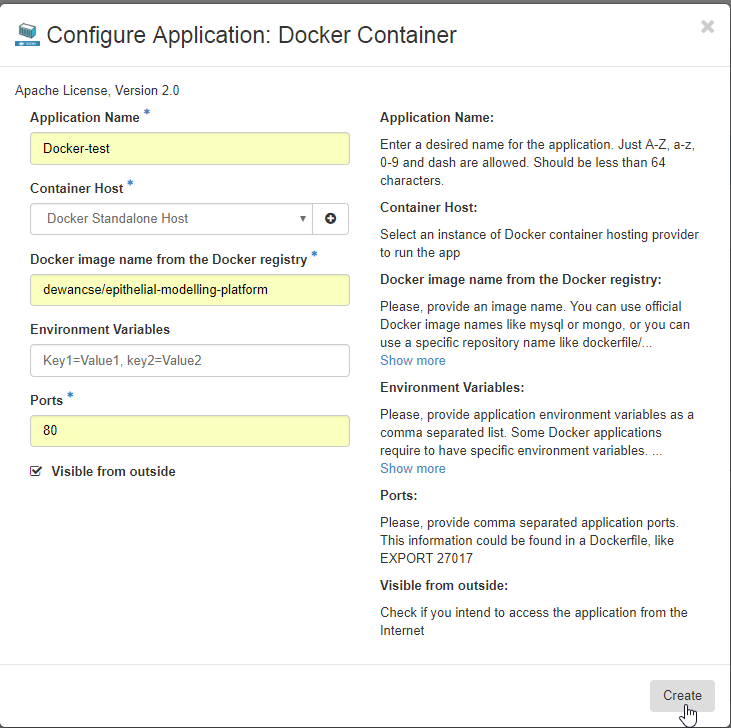 Configure Application: Docker Container
×
Apache License, Version 2.0
Application Name *
Docker-test
Container Host *
Docker Standalone Host
Docker image name from the Docker registry *
dewancse/epithelial-modelling-platform
Environment Variables
Key1=Value1, key2=Value2
Ports *
80
Visible from outside
Application Name:
Enter a desired name for the application. Just A-Z, a-z,
0-9 and dash are allowed. Should be less than 64
characters.
Container Host:
Select an instance of Docker container hosting provider
to run the app
Docker image name from the Docker registry:
Please, provide an image name. You can use official
Docker image names like mysql or mongo, or you can
use a specific repository name like dockerfile/...
Show more
Environment Variables:
Please, provide application environment variables as a
comma separated list. Some Docker applications
require to have specific environment variables. ...
Show more
Ports:
Please, provide comma separated application ports.
This information could be found in a Dockerfile, like
EXPORT 27017
Visible from outside:
Check if you intend to access the application from the
Internet
Create